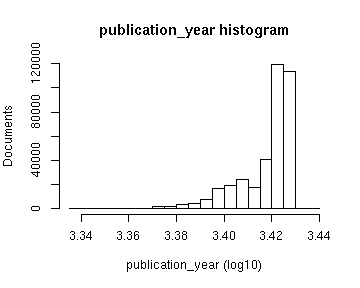 publication_year histogram
Documents
120000
80000
40000
0
3.34 3.36 3.38 3.40 3.42 3.44
publication_year (log10)